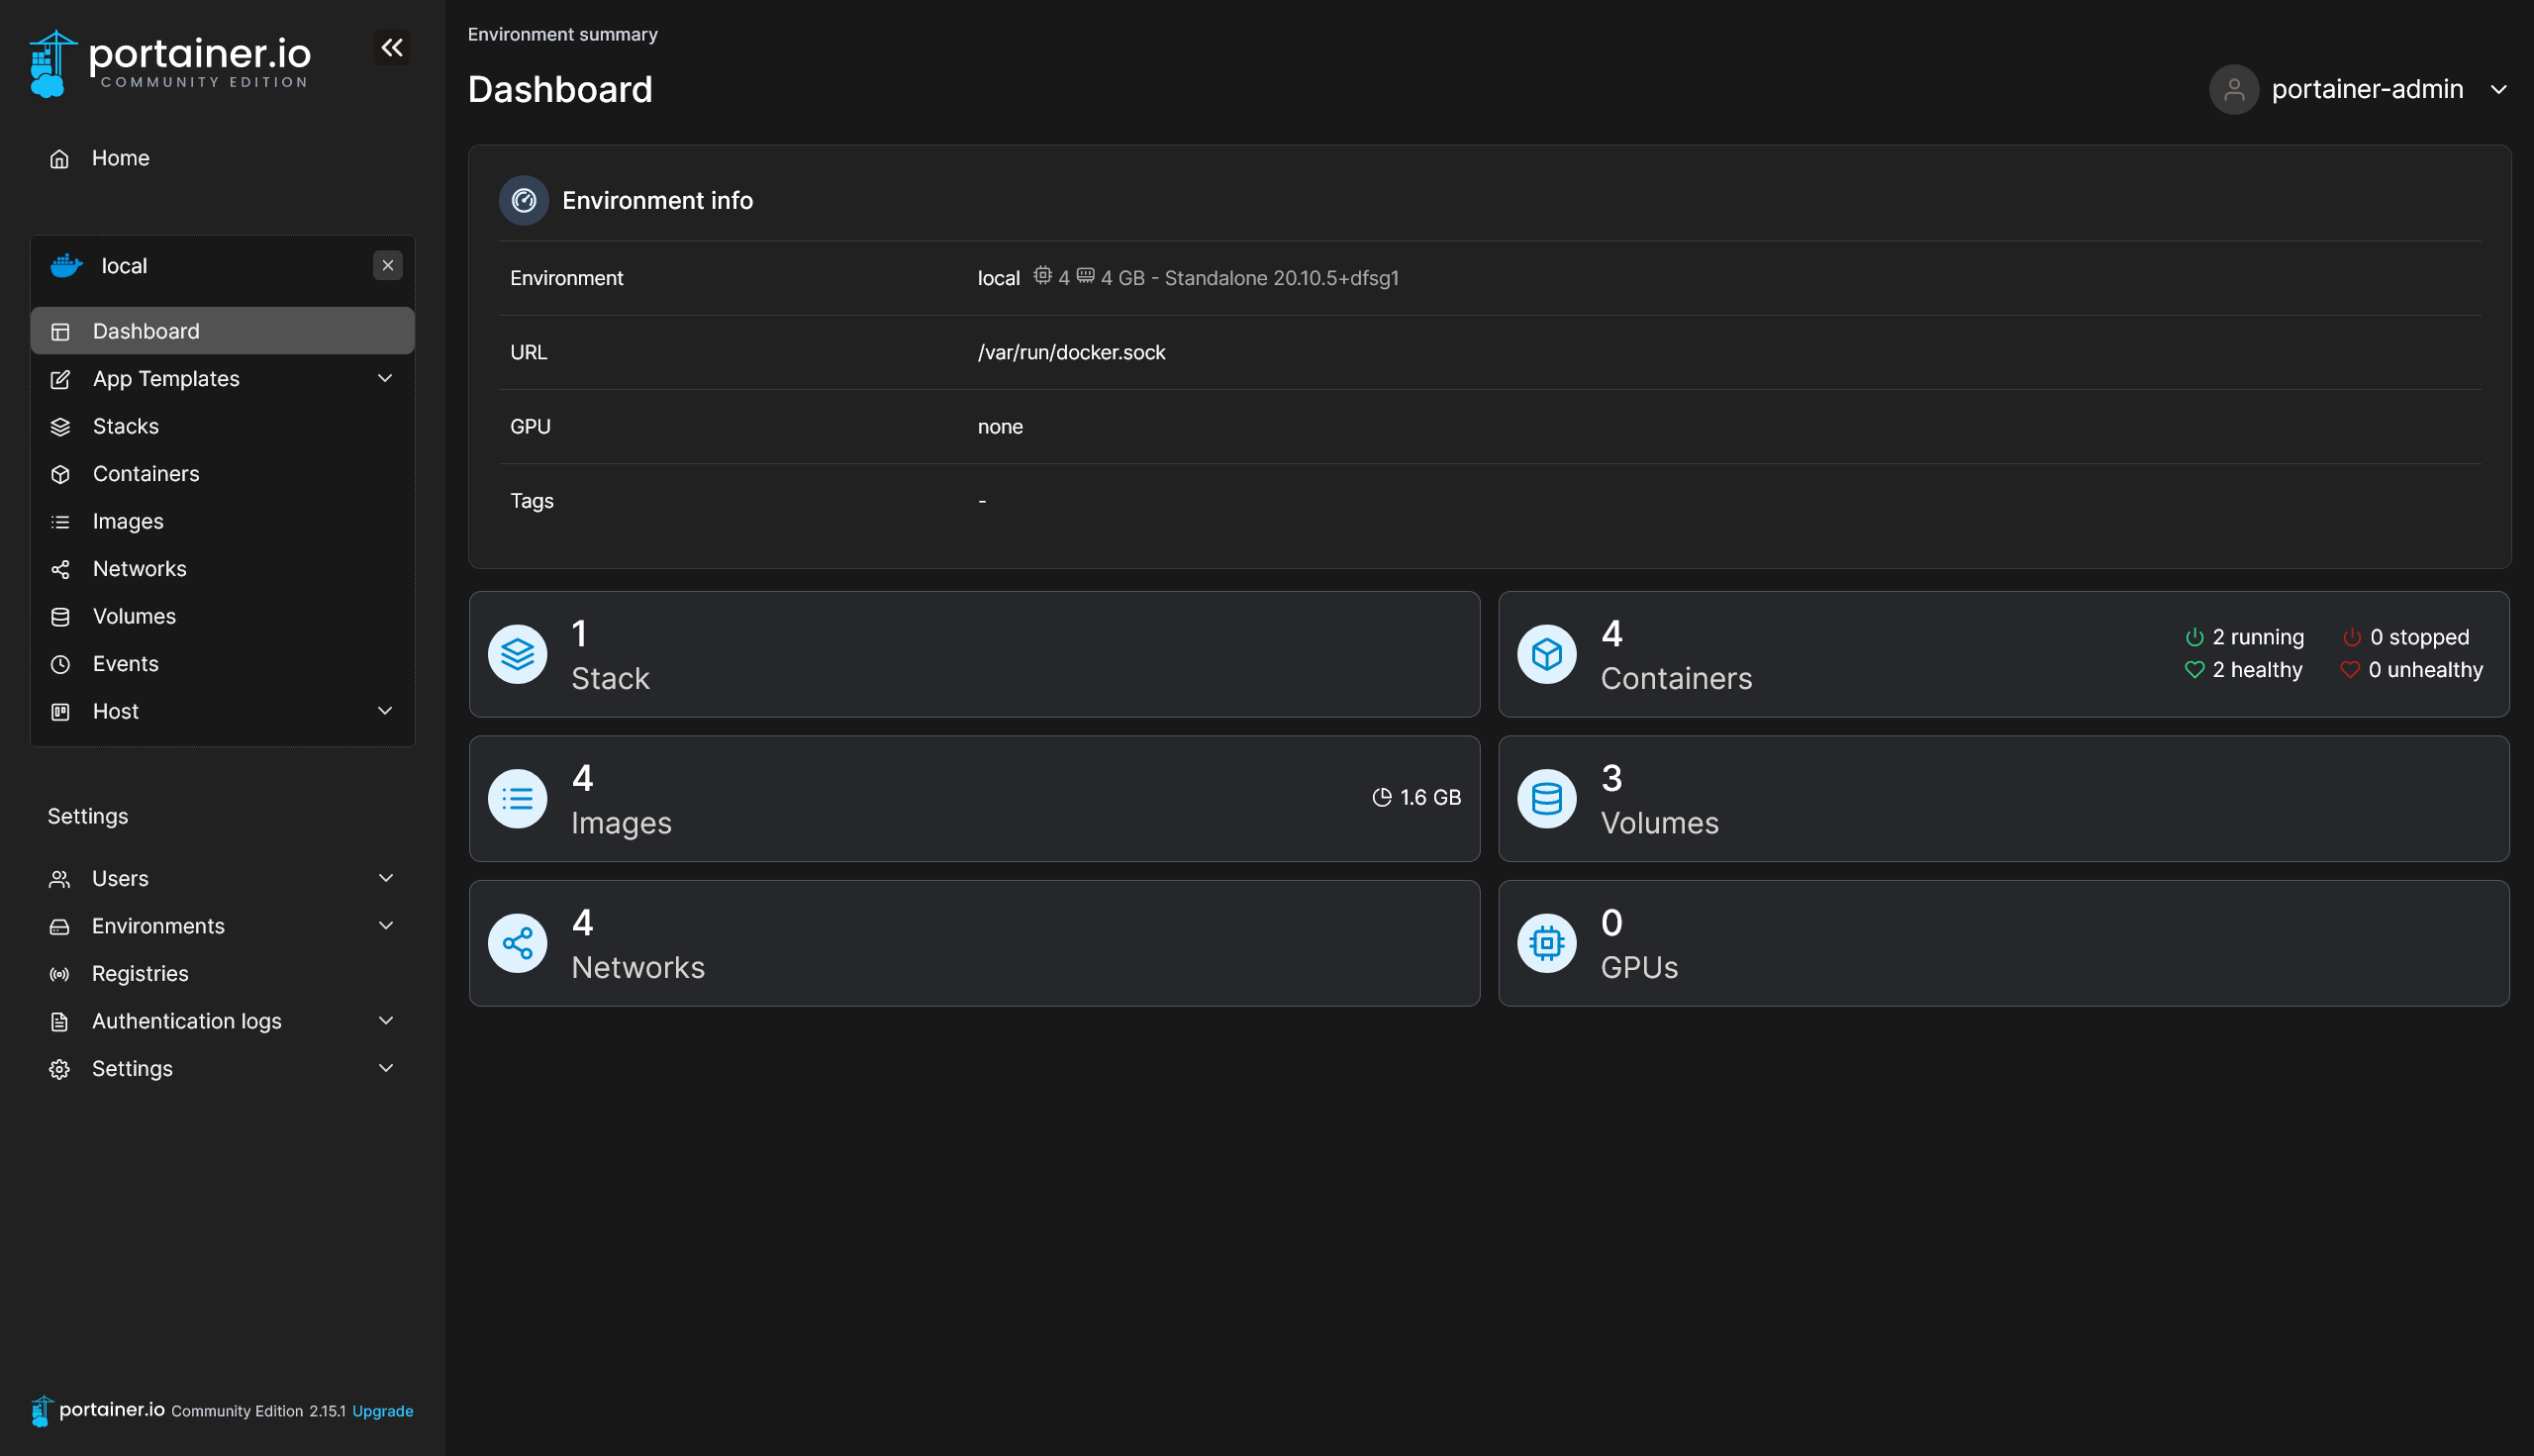 portainer.io
COMMUNITY EDITION
Home
local
Dashboard
App Templates
Stacks
Containers
Images
Networks
Volumes
Events
Host
Settings
Users
Environments
Registries
Authentication logs
Settings
portainer.io Community Edition 2.15.1 Upgrade
Environment summary
Dashboard
portainer-admin
Environment info
Environment local 4 4 GB - Standalone 20.10.5+dfsg1
URL /var/run/docker.sock
GPU none
Tags -
1
Stack
4
Containers
2 running 0 stopped
2 healthy 0 unhealthy
4
Images
1.6 GB
3
Volumes
4
Networks
0
GPUs